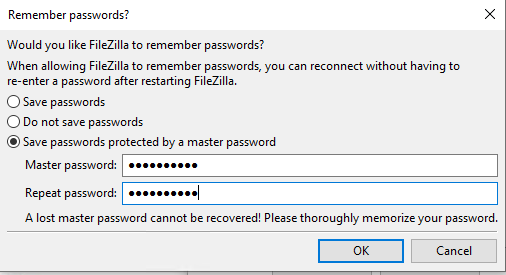 Remember passwords?
Would you like FileZilla to remember passwords?
When allowing FileZilla to remember passwords, you can reconnect without having to
re-enter a password after restarting FileZilla.
Save passwords
Do not save passwords
Save passwords protected by a master password
Master password: ●●●●●●●●●●
Repeat password: ●●●●●●●●●●
A lost master password cannot be recovered! Please thoroughly memorize your password.
OK Cancel